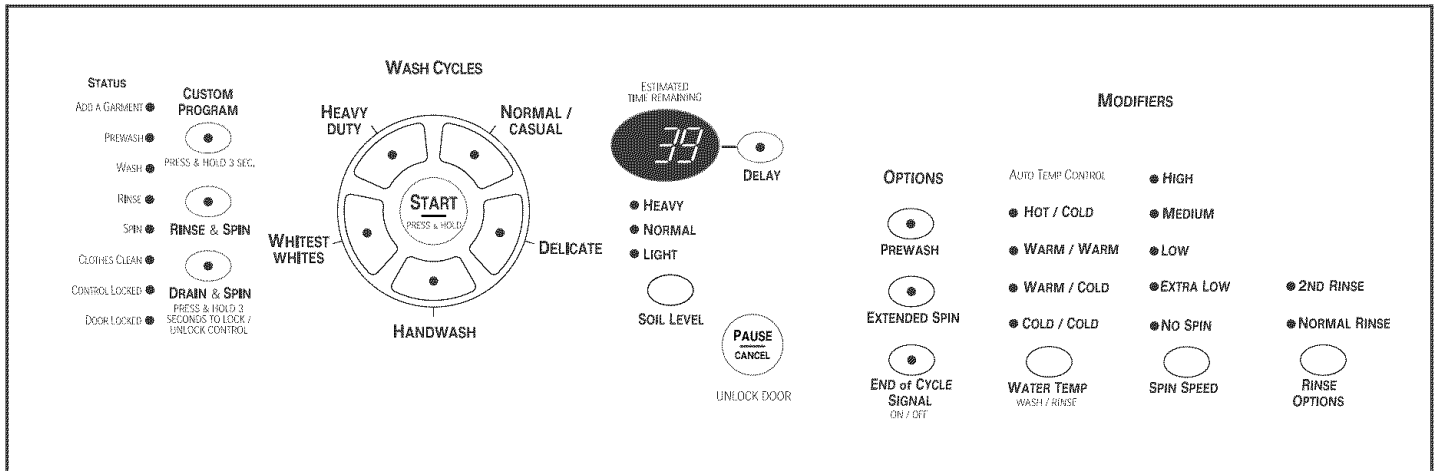 STATUS
ADD A GARMENT
PREWASH
WASH
RINSE
SPIN
CLOTHES CLEAN
CONTROL LOCKED
DOOR LOCKED
CUSTOM
PROGRAM
PRESS & HOLD 3 SEC.
RINSE & SPIN
DRAIN & SPIN
PRESS & HOLD 3
SECONDS TO LOCK /
UNLOCK CONTROL
WASH CYCLES
HEAVY
DUTY
NORMAL /
CASUAL
START
PRESS & HOLD
WHITEST
WHITES
DELICATE
HANDWASH
ESTIMATED
TIME REMAINING
39
DELAY
HEAVY
NORMAL
LIGHT
SOIL LEVEL
PAUSE
CANCEL
UNLOCK DOOR
MODIFIERS
OPTIONS
PREWASH
EXTENDED SPIN
END of CYCLE
SIGNAL
ON / OFF
AUTO TEMP CONTROL
HOT / COLD
WARM / WARM
WARM / COLD
COLD / COLD
WATER TEMP
WASH / RINSE
HIGH
MEDIUM
LOW
EXTRA LOW
NO SPIN
SPIN SPEED
2ND RINSE
NORMAL RINSE
RINSE
OPTIONS